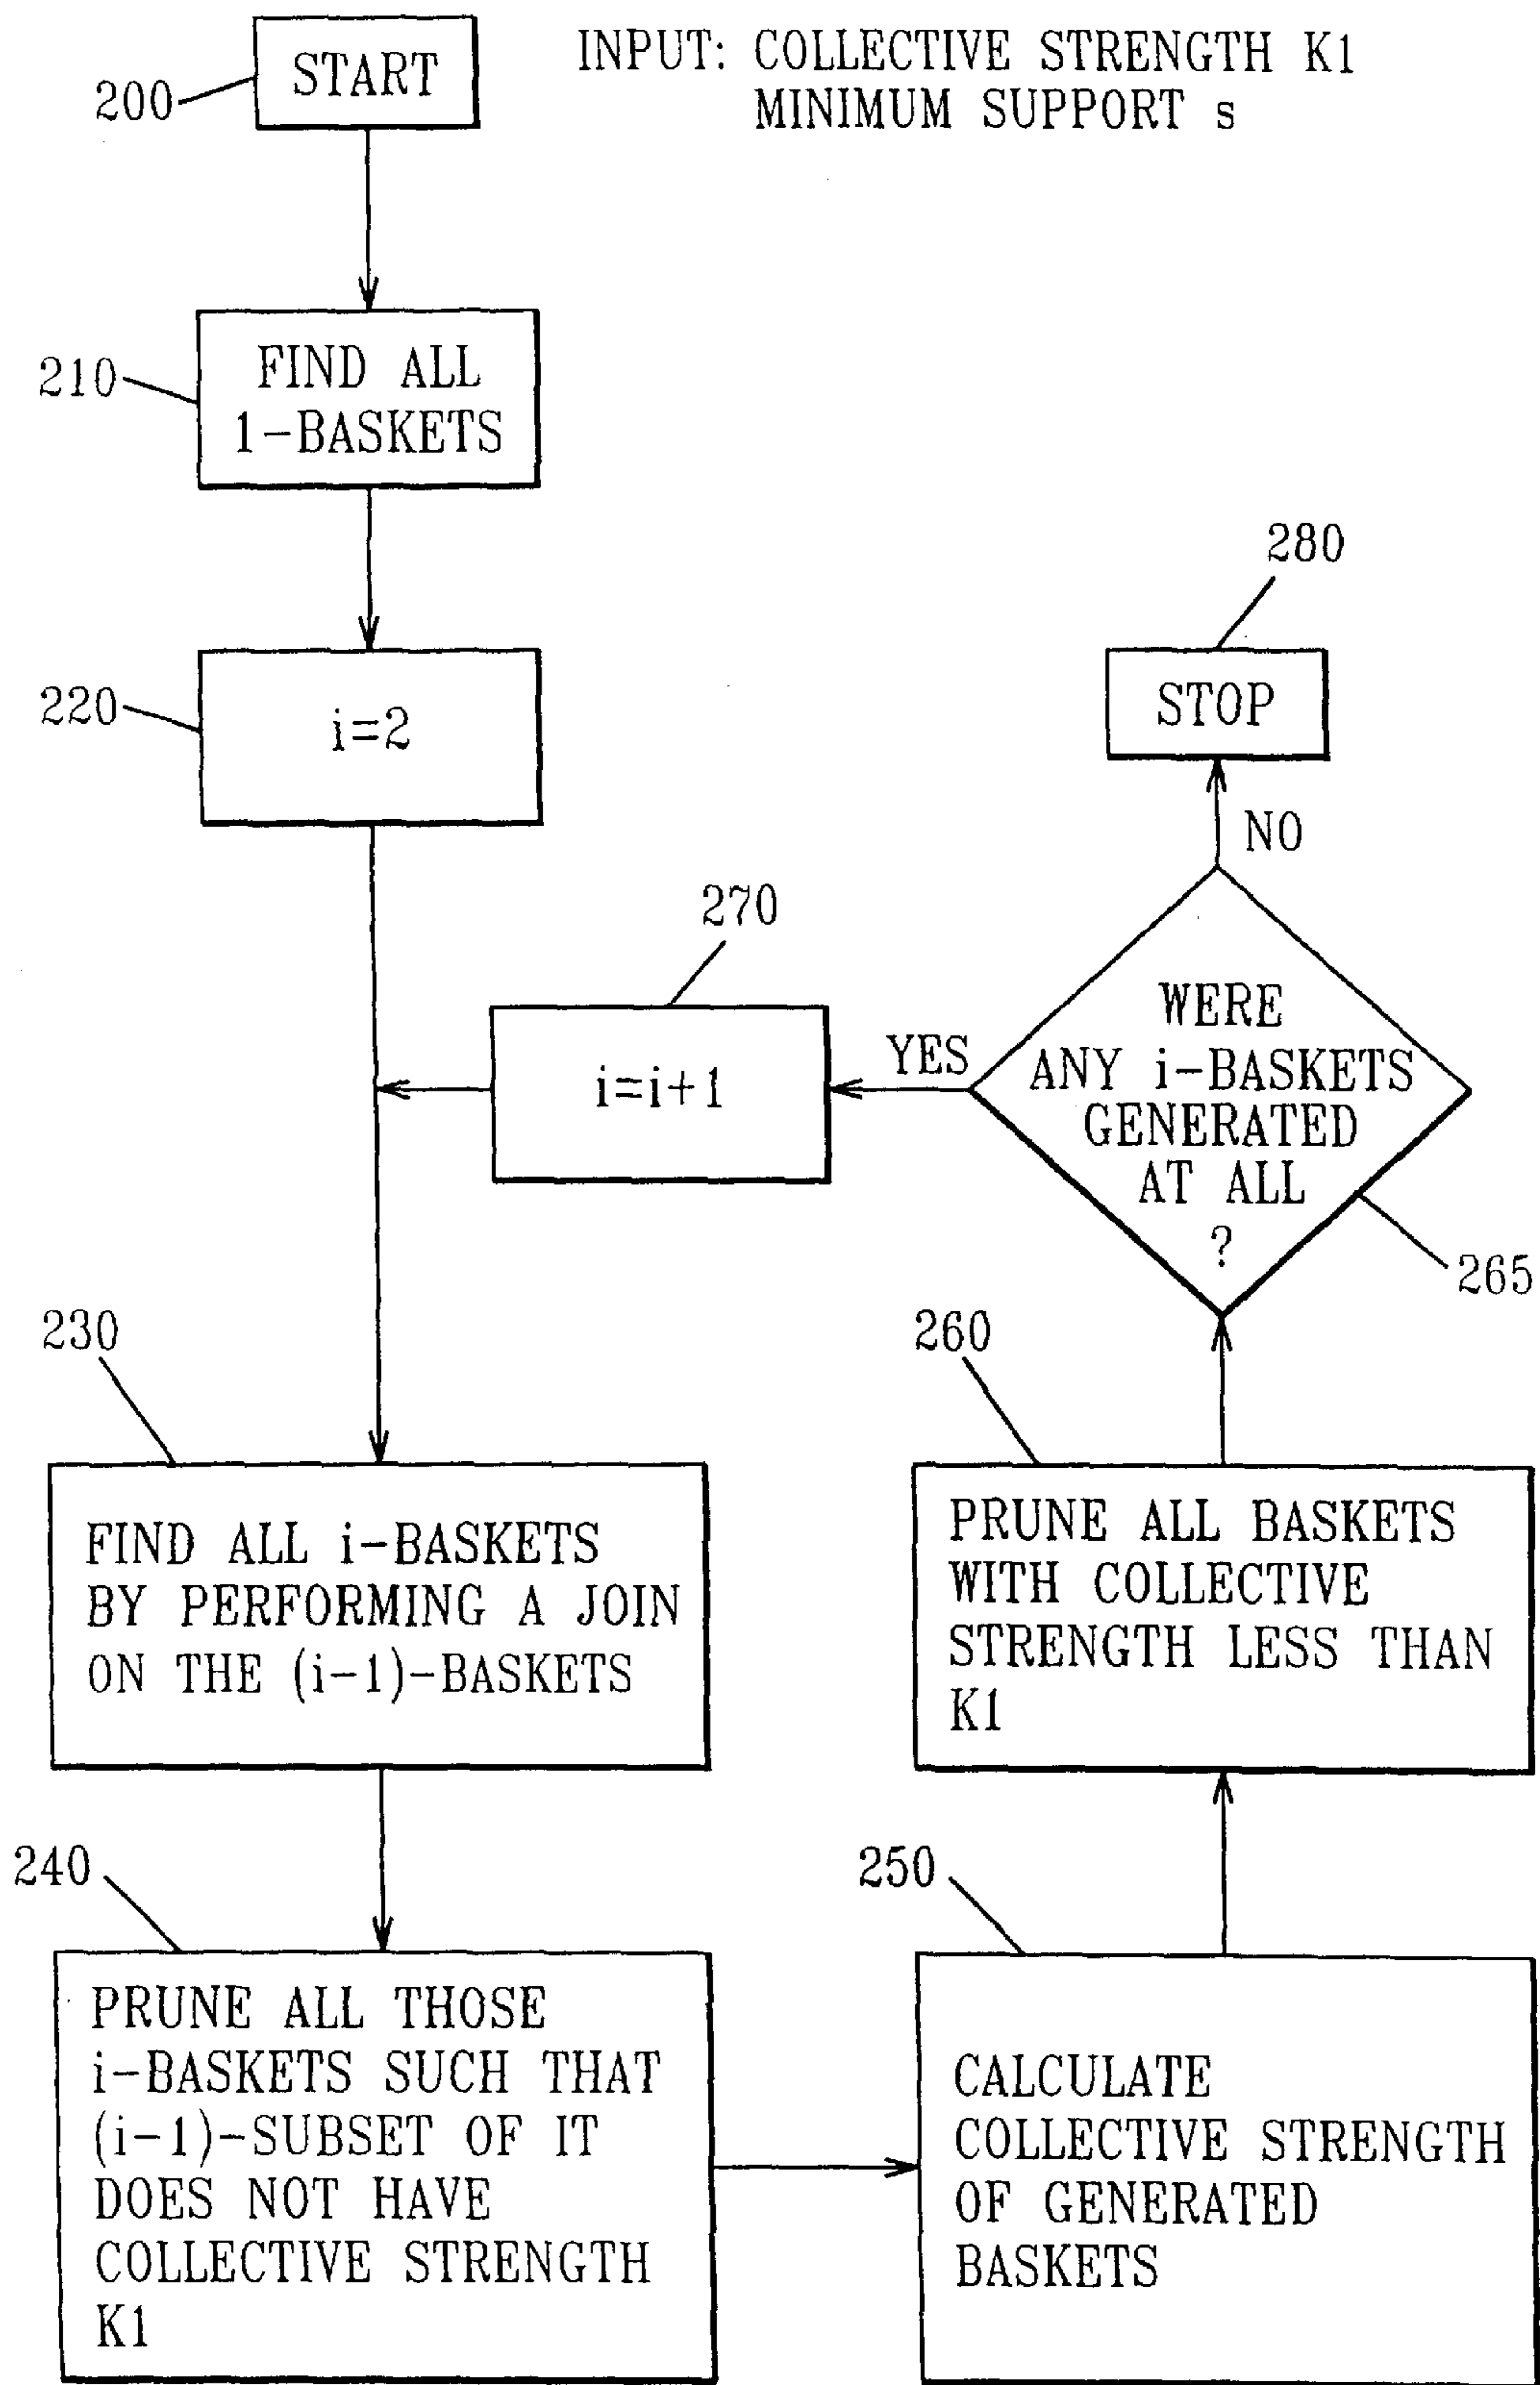 START
200
INPUT: COLLECTIVE STRENGTH K1
MINIMUM SUPPORT s
210
FIND ALL
1-BASKETS
220
i=2
280
STOP
NO
270
i=i+1
YES
WERE
ANY i-BASKETS
GENERATED
AT ALL
?
265
230
FIND ALL i-BASKETS
BY PERFORMING A JOIN
ON THE (i-1)-BASKETS
260
PRUNE ALL BASKETS
WITH COLLECTIVE
STRENGTH LESS THAN
K1
240
PRUNE ALL THOSE
i-BASKETS SUCH THAT
(i-1)-SUBSET OF IT
DOES NOT HAVE
COLLECTIVE STRENGTH
K1
250
CALCULATE
COLLECTIVE STRENGTH
OF GENERATED
BASKETS